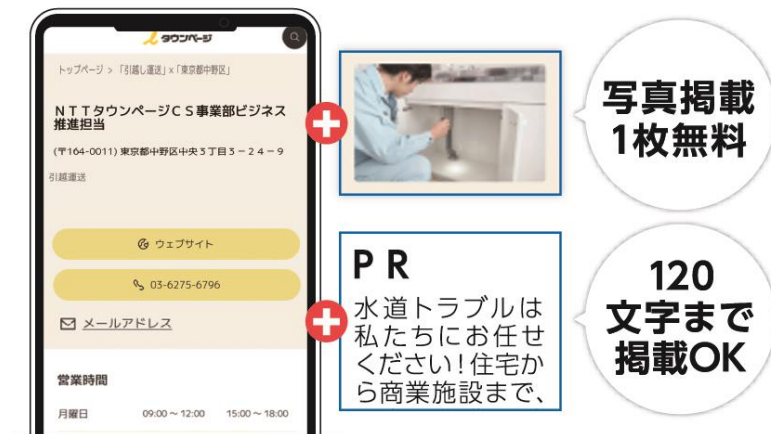 タウンページ
トップページ > 「引越し運送」x「東京都中野区」
NTTタウンページCS事業部ビジネス
推進担当
(〒164-0011) 東京都中野区中央3丁目3-24-9
引越運送
ウェブサイト
03-6275-6796
メールアドレス
営業時間
月曜日 09:00 ~ 12:00 15:00 ~ 18:00
写真掲載
1枚無料
PR
水道トラブルは
私たちにお任せ
ください!住宅か
ら商業施設まで、
120
文字まで
掲載OK